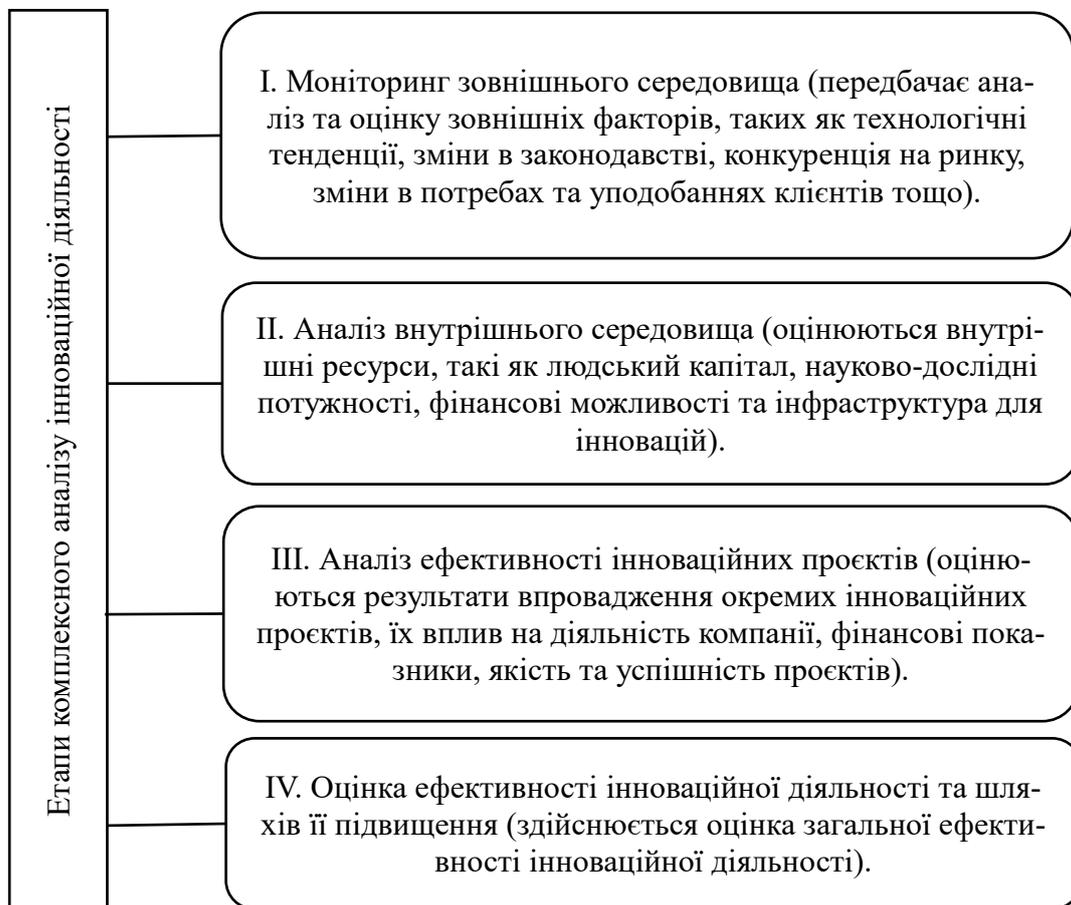 Етапи комплексного аналізу інноваційної діяльності
І. Моніторинг зовнішнього середовища (передбачає ана-
ліз та оцінку зовнішніх факторів, таких як технологічні
тенденції, зміни в законодавстві, конкуренція на ринку,
зміни в потребах та уподобаннях клієнтів тощо).
ІІ. Аналіз внутрішнього середовища (оцінюються внутрі-
шні ресурси, такі як людський капітал, науково-дослідні
потужності, фінансові можливості та інфраструктура для
інновацій).
ІІІ. Аналіз ефективності інноваційних проєктів (оціню-
ються результати впровадження окремих інноваційних
проєктів, їх вплив на діяльність компанії, фінансові пока-
зники, якість та успішність проєктів).
IV. Оцінка ефективності інноваційної діяльності та шля-
хів її підвищення (здійснюється оцінка загальної ефекти-
вності інноваційної діяльності).